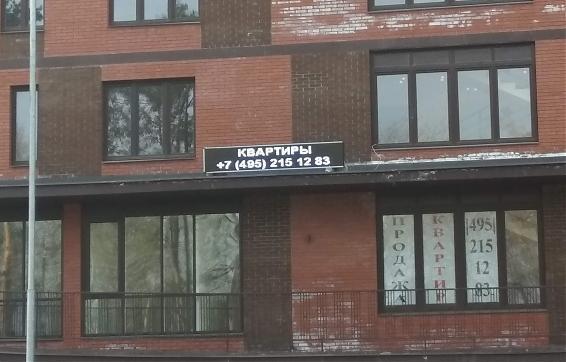 КВАРТИРЫ
+7 (495) 215 12 83
ПРОДАЖА
КВАРТИР
(495)
215
12
83